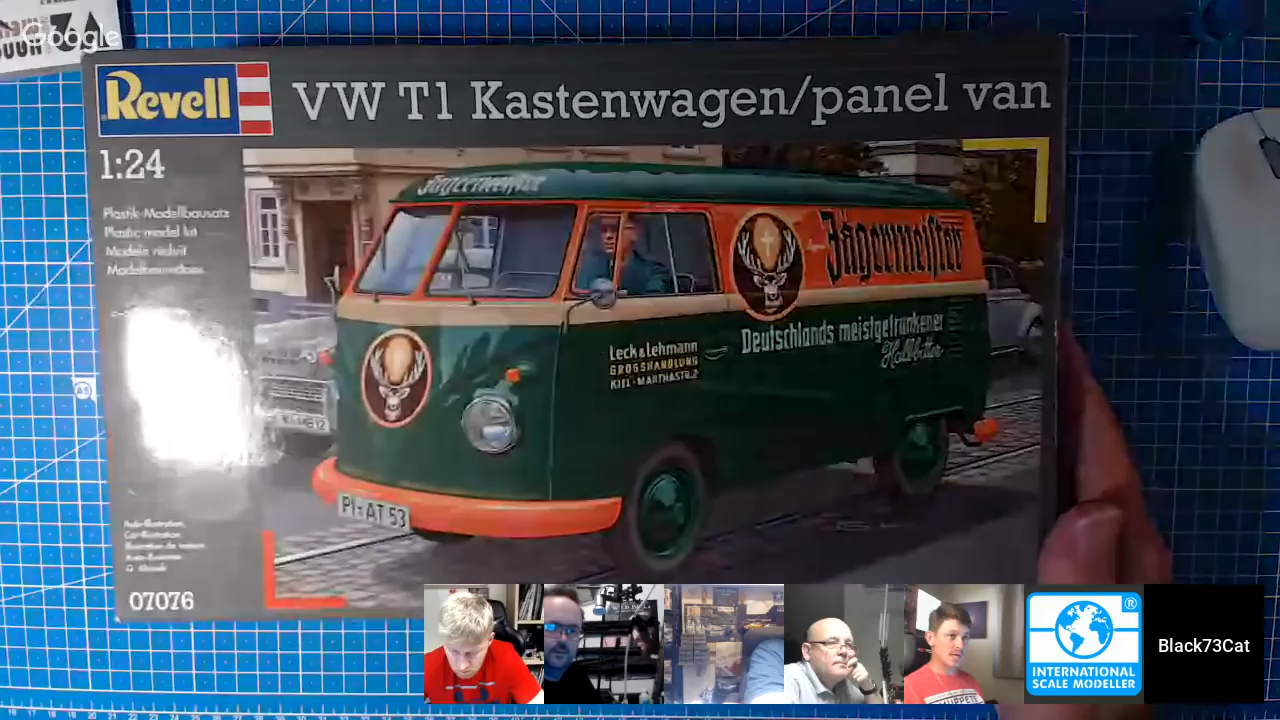 Google
Revell
VW T1 Kastenwagen/panel van
1:24
Plastik-Modellbausatz
Plastic model kit
Jägermeister
Jägermeister
Deutschlands meistgetrunkener
Halbbitter
Leck & Lehmann
GROSSHANDLUNG
KIEL · MARTHASTR.2
PI-AT 53
07076
A5
INTERNATIONAL
SCALE MODELLER
Black73Cat